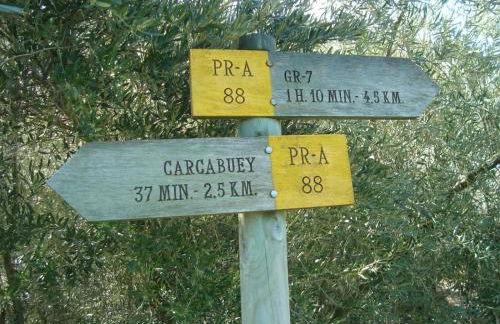 PR-A
88
GR-7
1 H. 10 MIN.- 4,5 KM.
CARCABUEY
37 MIN.- 2,5 KM.
PR-A
88